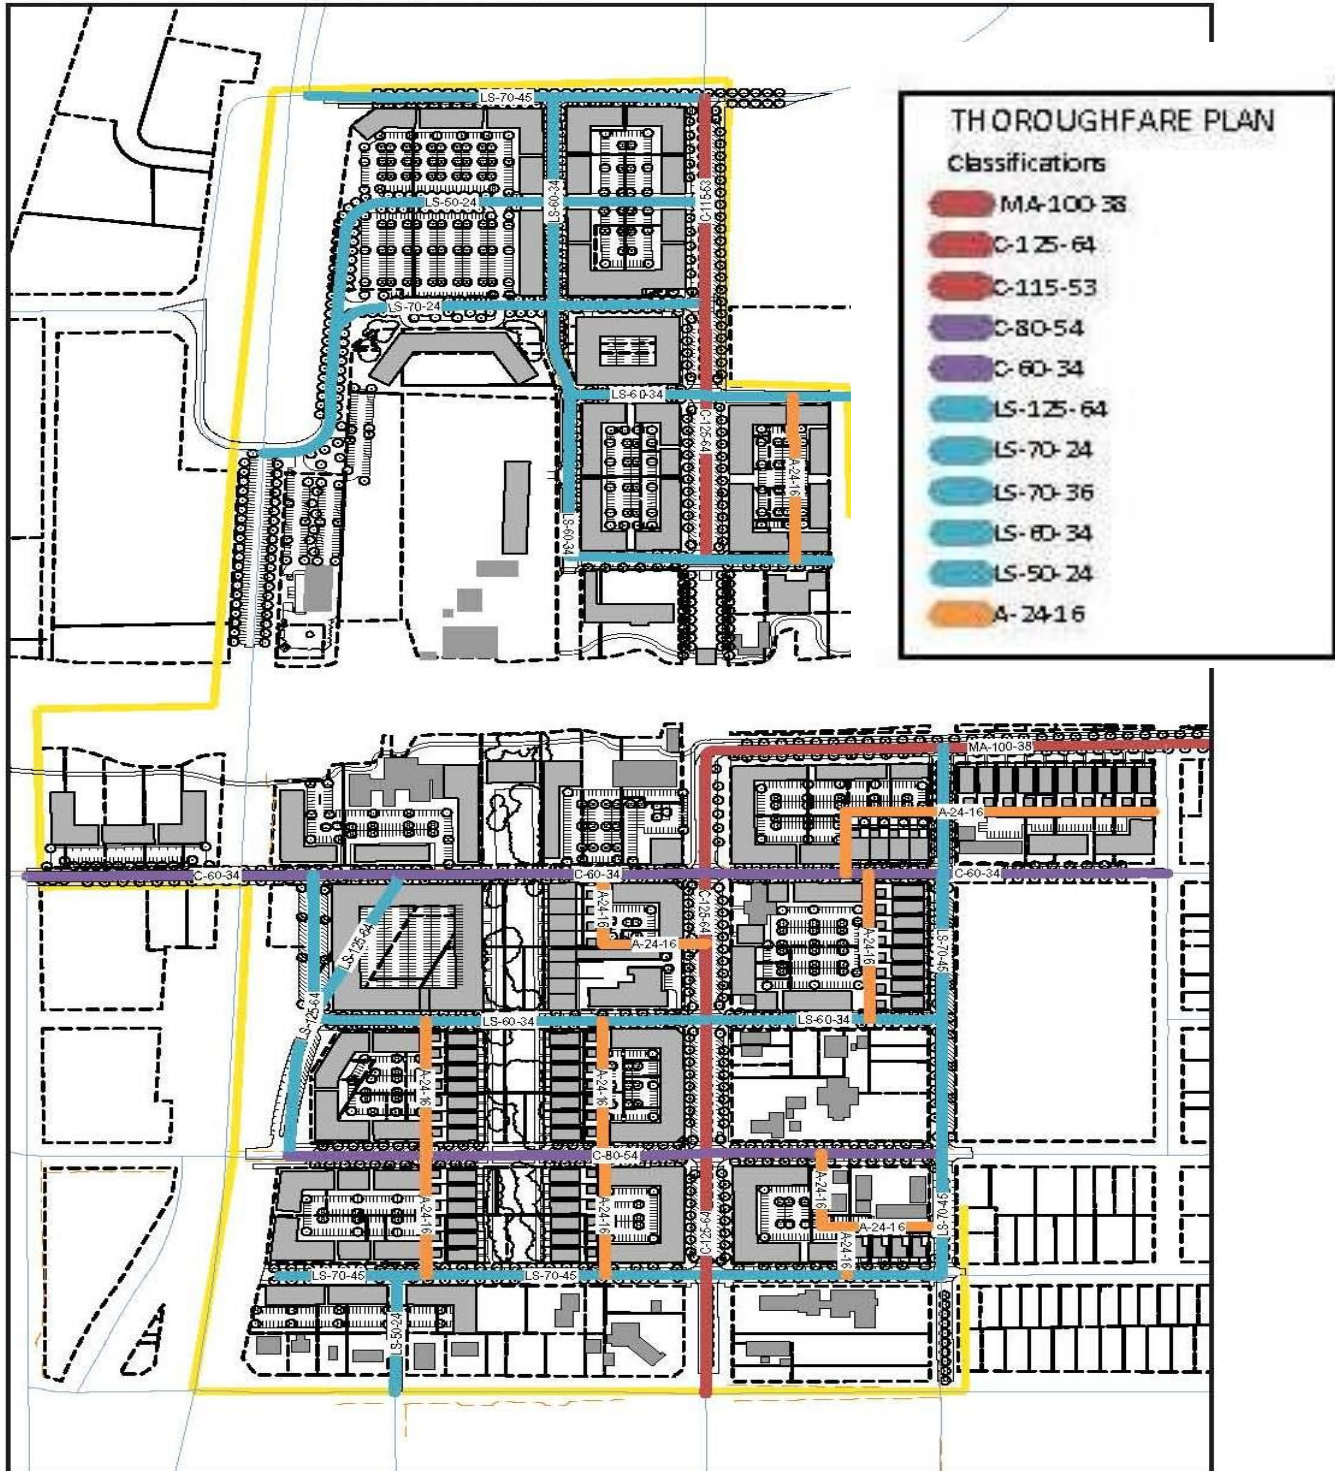 THOROUGHFARE PLAN
Classifications
MA-100-38
C-125-64
C-115-53
C-80-54
C-60-34
LS-125-64
LS-70-24
LS-70-36
LS-60-34
LS-50-24
A-24-16
LS-70-45
LS-60-34
C-115-53
LS-50-24
LS-70-24
LS-60-34
C-125-64
A-24-16
LS-60-34
MA-100-38
A-24-16
C-60-34
C-60-34
C-60-34
A-24-16
C-125-64
LS-125-64
A-24-16
A-24-16
LS-70-45
LS-125-64
LS-60-34
LS-60-34
A-24-16
A-24-16
C-80-54
A-24-16
A-24-16
C-125-64
A-24-16
A-24-16
LS-70-45
A-24-16
LS-70-45
LS-70-45
LS-50-24